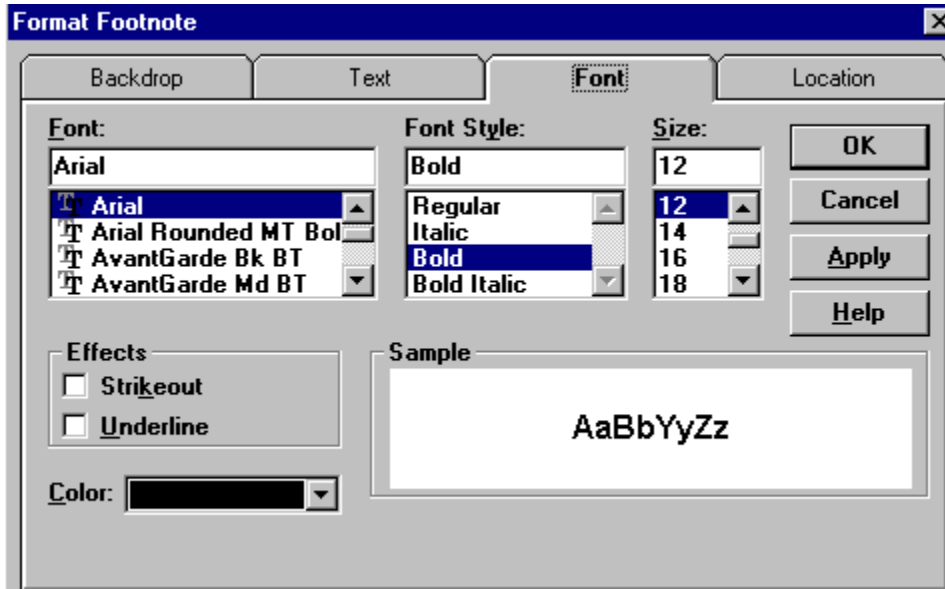 Format Footnote
Backdrop Text Font Location
Font: Font Style: Size:
Arial Bold 12
OK
Arial Regular 12
Arial Rounded MT Bol Italic 14
AvantGarde Bk BT Bold 16
AvantGarde Md BT Bold Italic 18
Cancel
Apply
Help
Effects
Strikeout
Underline
Sample
AaBbYyZz
Color: